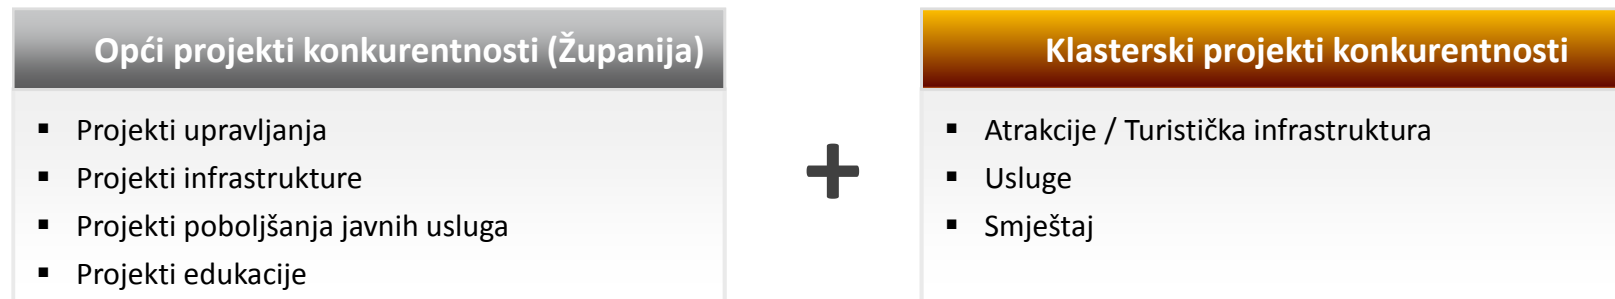 Opći projekti konkurentnosti (Županija)
▪ Projekti upravljanja
▪ Projekti infrastrukture
▪ Projekti poboljšanja javnih usluga
▪ Projekti edukacije
+
Klasterski projekti konkurentnosti
▪ Atrakcije / Turistička infrastruktura
▪ Usluge
▪ Smještaj